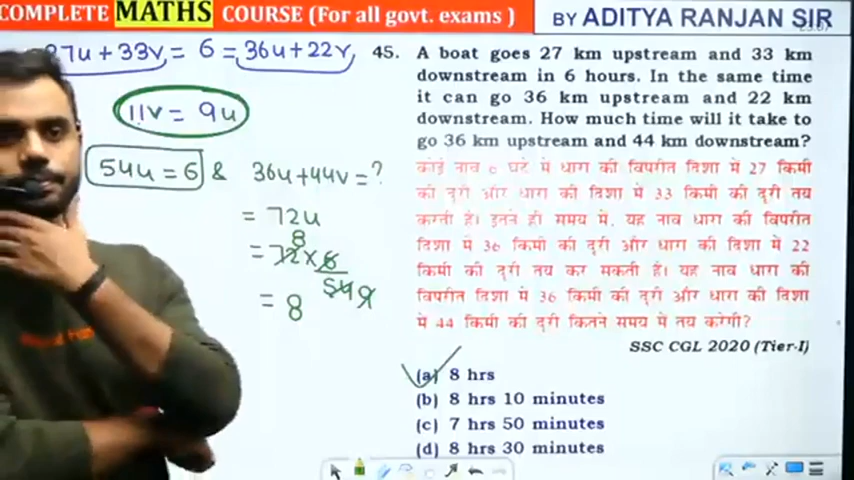 COMPLETE MATHS COURSE (For all govt. exams )
BY ADITYA RANJAN SIR
27u + 33v = 6 = 36u + 22v
11v = 9u
54u = 6 & 36u + 44v = ?
= 72u
8
= 72 × 6
54 9
= 8
45. A boat goes 27 km upstream and 33 km
downstream in 6 hours. In the same time
it can go 36 km upstream and 22 km
downstream. How much time will it take to
go 36 km upstream and 44 km downstream?
कोई नाव 6 घंटे में धारा की विपरीत दिशा में 27 किमी
की दूरी और धारा की दिशा में 33 किमी की दूरी तय
करती है। इतने ही समय में, यह नाव धारा की विपरीत
दिशा में 36 किमी की दूरी और धारा की दिशा में 22
किमी की दूरी तय कर सकती है। यह नाव धारा की
विपरीत दिशा में 36 किमी की दूरी और धारा की दिशा
में 44 किमी की दूरी कितने समय में तय करेगी?
SSC CGL 2020 (Tier-I)
(a) 8 hrs
(b) 8 hrs 10 minutes
(c) 7 hrs 50 minutes
(d) 8 hrs 30 minutes